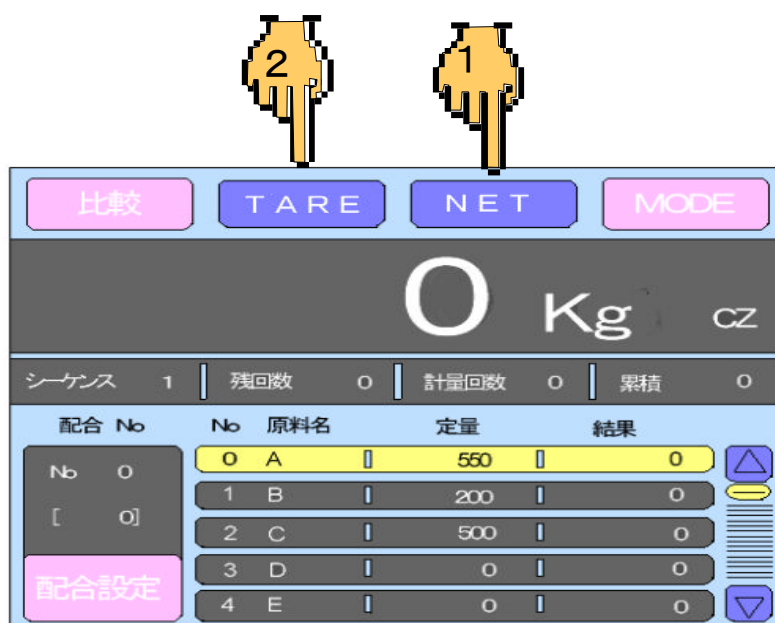 2 1
比較 TARE NET MODE
0 Kg CZ
シーケンス 1 残回数 0 計量回数 0 累積 0
配合 No No 原料名 定量 結果
No 0
[ 0]
配合設定
0 A 550 0
1 B 200 0
2 C 500 0
3 D 0 0
4 E 0 0